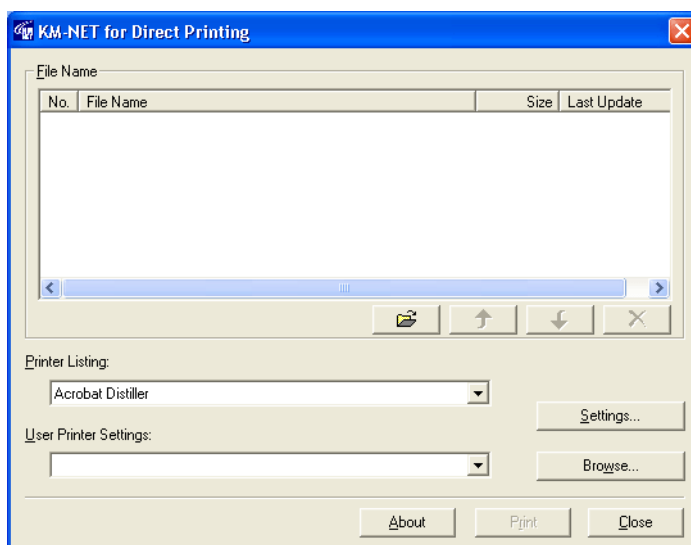 KM-NET for Direct Printing
File Name
No. File Name Size Last Update
Printer Listing:
Acrobat Distiller
Settings...
User Printer Settings:
Browse...
About Print Close